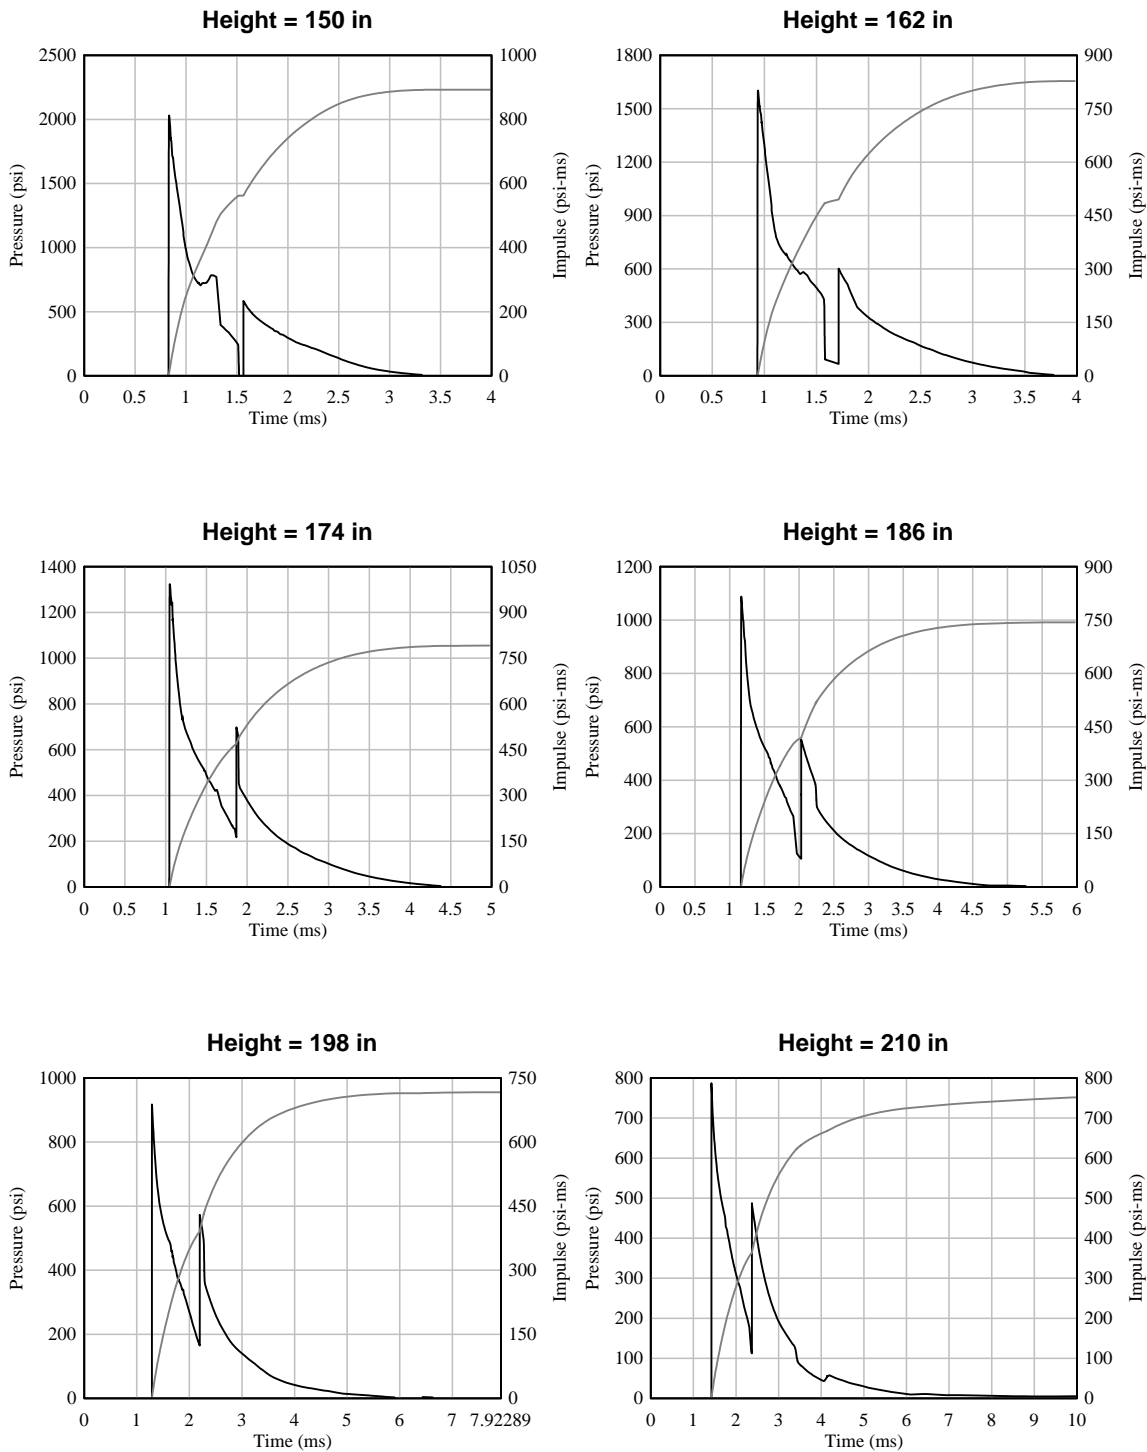 Height = 150 in
2500
2000
1500
1000
500
0
Pressure (psi)
1000
800
600
400
200
0
Impulse (psi-ms)
0 0.5 1 1.5 2 2.5 3 3.5 4
Time (ms)
Height = 162 in
1800
1500
1200
900
600
300
0
Pressure (psi)
900
750
600
450
300
150
0
Impulse (psi-ms)
0 0.5 1 1.5 2 2.5 3 3.5 4
Time (ms)
Height = 174 in
1400
1200
1000
800
600
400
200
0
Pressure (psi)
1050
900
750
600
450
300
150
0
Impulse (psi-ms)
0 0.5 1 1.5 2 2.5 3 3.5 4 4.5 5
Time (ms)
Height = 186 in
1200
1000
800
600
400
200
0
Pressure (psi)
900
750
600
450
300
150
0
Impulse (psi-ms)
0 0.5 1 1.5 2 2.5 3 3.5 4 4.5 5 5.5 6
Time (ms)
Height = 198 in
1000
800
600
400
200
0
Pressure (psi)
750
600
450
300
150
0
Impulse (psi-ms)
0 1 2 3 4 5 6 7 7.92289
Time (ms)
Height = 210 in
800
700
600
500
400
300
200
100
0
Pressure (psi)
800
700
600
500
400
300
200
100
0
Impulse (psi-ms)
0 1 2 3 4 5 6 7 8 9 10
Time (ms)